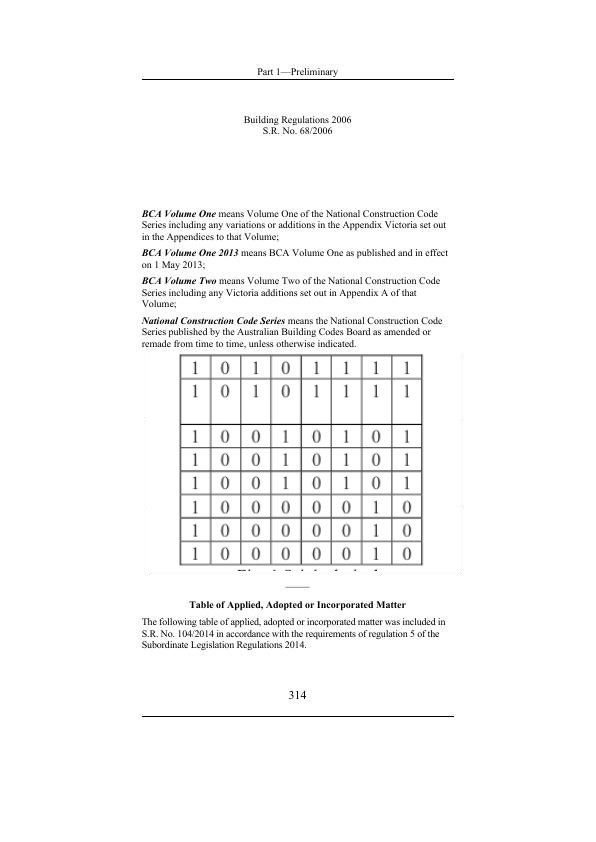 Part 1—Preliminary
Building Regulations 2006
S.R. No. 68/2006
BCA Volume One means Volume One of the National Construction Code
Series including any variations or additions in the Appendix Victoria set out
in the Appendices to that Volume;
BCA Volume One 2013 means BCA Volume One as published and in effect
on 1 May 2013;
BCA Volume Two means Volume Two of the National Construction Code
Series including any Victoria additions set out in Appendix A of that
Volume;
National Construction Code Series means the National Construction Code
Series published by the Australian Building Codes Board as amended or
remade from time to time, unless otherwise indicated.
1 0 1 0 1 1 1 1
1 0 1 0 1 1 1 1
1 0 0 1 0 1 0 1
1 0 0 1 0 1 0 1
1 0 0 1 0 1 0 1
1 0 0 0 0 0 1 0
1 0 0 0 0 0 1 0
1 0 0 0 0 0 1 0
Table of Applied, Adopted or Incorporated Matter
The following table of applied, adopted or incorporated matter was included in
S.R. No. 104/2014 in accordance with the requirements of regulation 5 of the
Subordinate Legislation Regulations 2014.
314